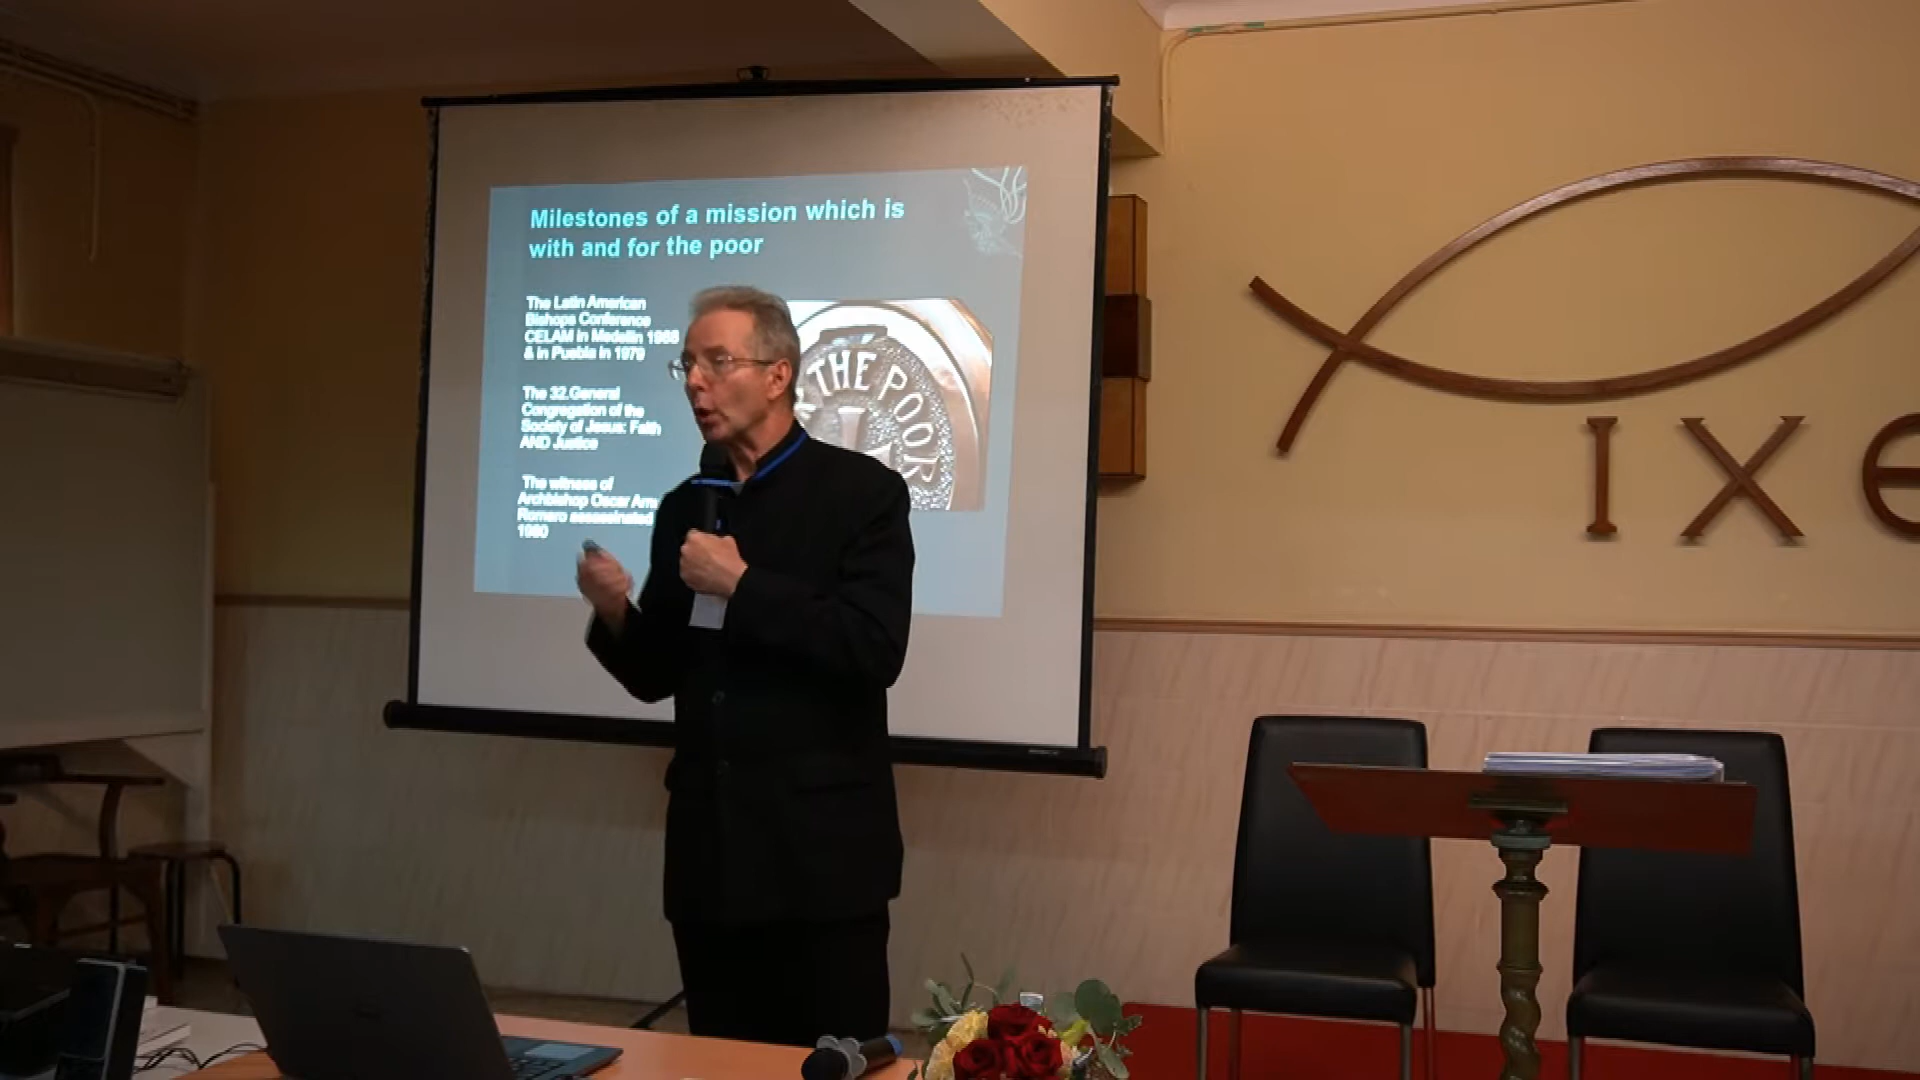 Milestones of a mission which is
with and for the poor
The Latin American
Bishops Conference
CELAM in Medellin 1968
& in Puebla in 1979
The 32.General
Congregation of the
Society of Jesus: Faith
AND Justice
The witness of
Archbishop Oscar
Romero assassinated
1980
THE POOR
IXΘ